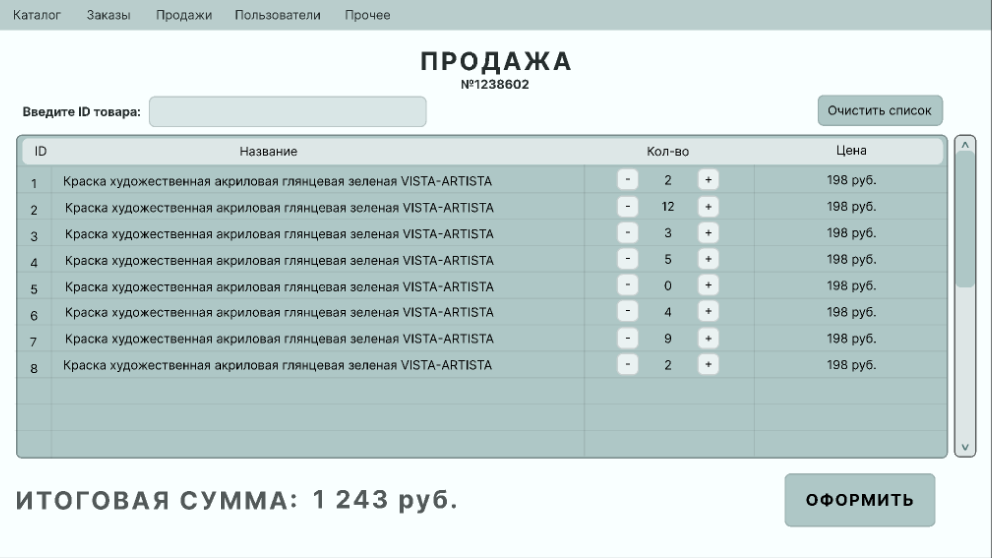 Каталог Заказы Продажи Пользователи Прочее
ПРОДАЖА
№1238602
Введите ID товара: Очистить список
ID Название Кол-во Цена
1 Краска художественная акриловая глянцевая зеленая VISTA-ARTISTA - 2 + 198 руб.
2 Краска художественная акриловая глянцевая зеленая VISTA-ARTISTA - 12 + 198 руб.
3 Краска художественная акриловая глянцевая зеленая VISTA-ARTISTA - 3 + 198 руб.
4 Краска художественная акриловая глянцевая зеленая VISTA-ARTISTA - 5 + 198 руб.
5 Краска художественная акриловая глянцевая зеленая VISTA-ARTISTA - 0 + 198 руб.
6 Краска художественная акриловая глянцевая зеленая VISTA-ARTISTA - 4 + 198 руб.
7 Краска художественная акриловая глянцевая зеленая VISTA-ARTISTA - 9 + 198 руб.
8 Краска художественная акриловая глянцевая зеленая VISTA-ARTISTA - 2 + 198 руб.
ИТОГОВАЯ СУММА: 1 243 руб. ОФОРМИТЬ